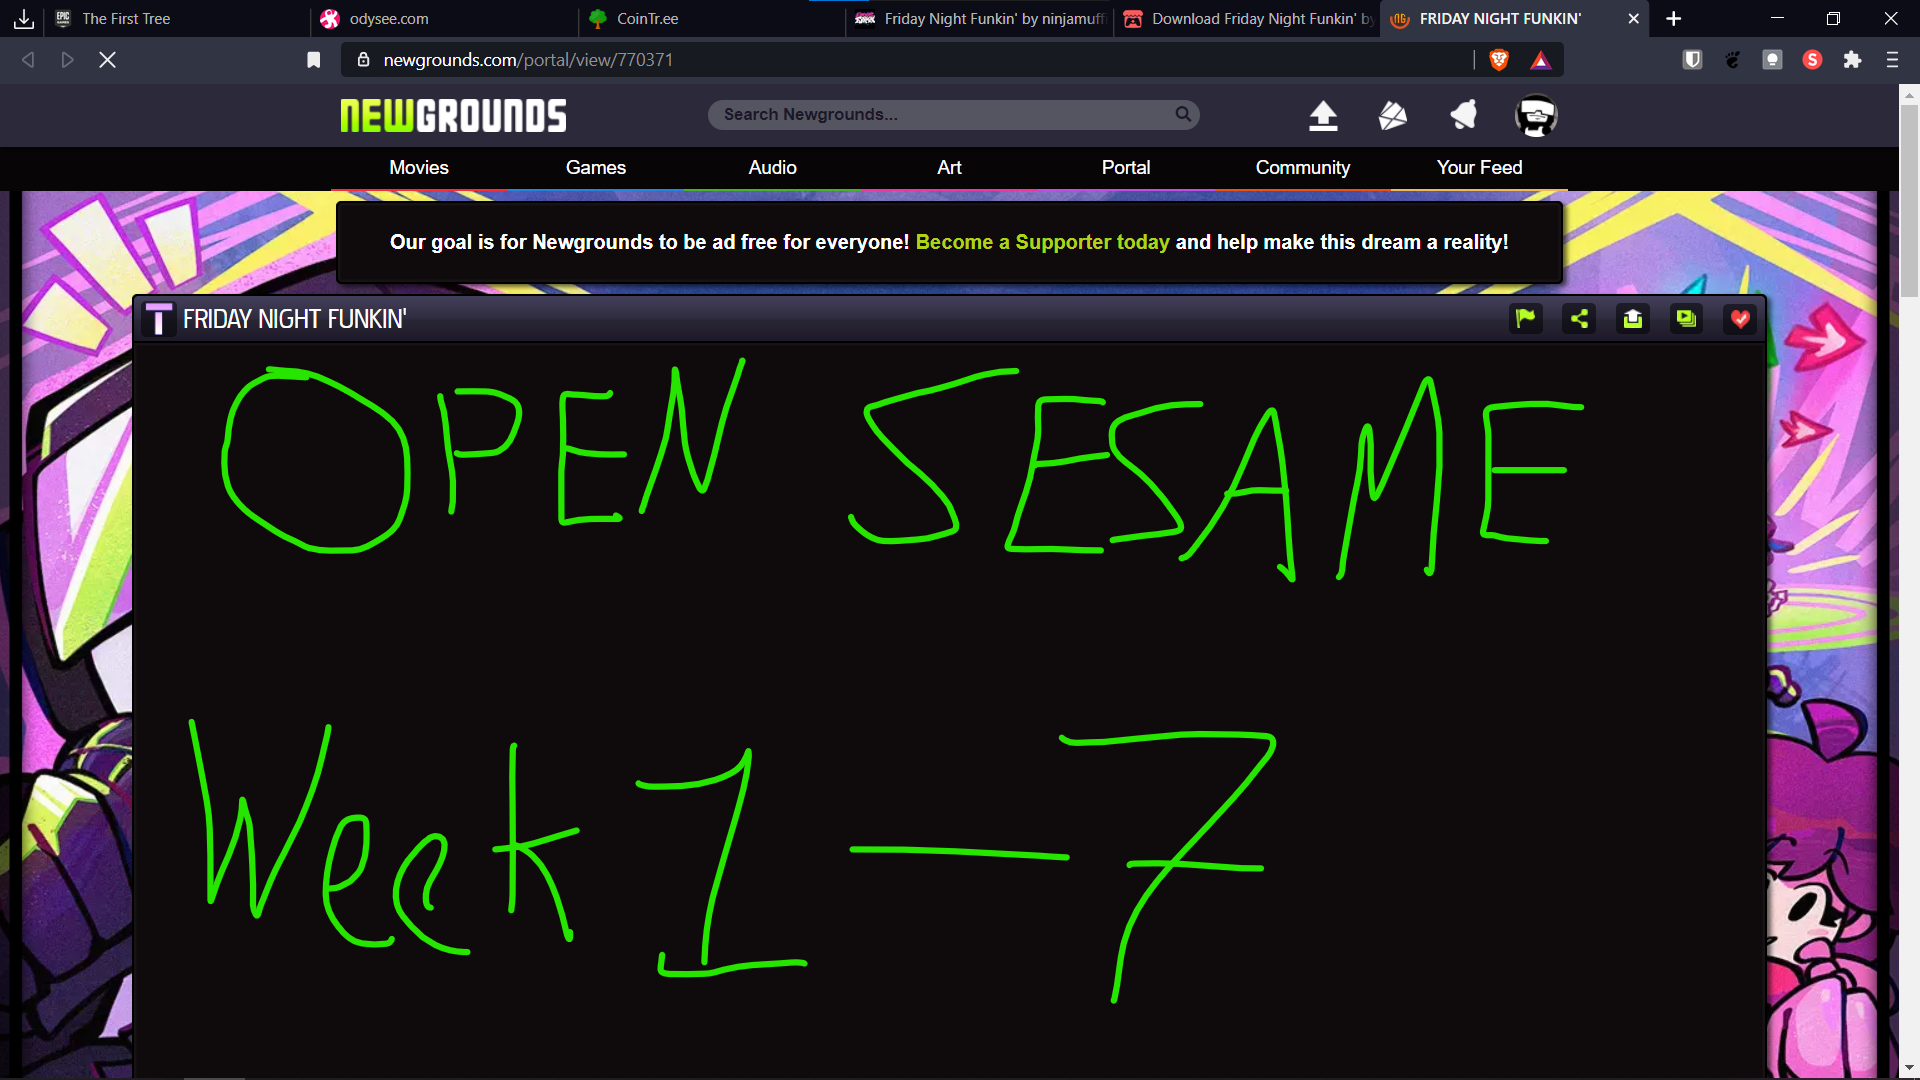 The First Tree
odysee.com
CoinTr.ee
Friday Night Funkin' by ninjamuff
Download Friday Night Funkin' by
FRIDAY NIGHT FUNKIN'
newgrounds.com/portal/view/770371
NEWGROUNDS
Search Newgrounds...
Movies
Games
Audio
Art
Portal
Community
Your Feed
Our goal is for Newgrounds to be ad free for everyone! Become a Supporter today and help make this dream a reality!
T FRIDAY NIGHT FUNKIN'
OPEN SESAME
Week 1 — 7